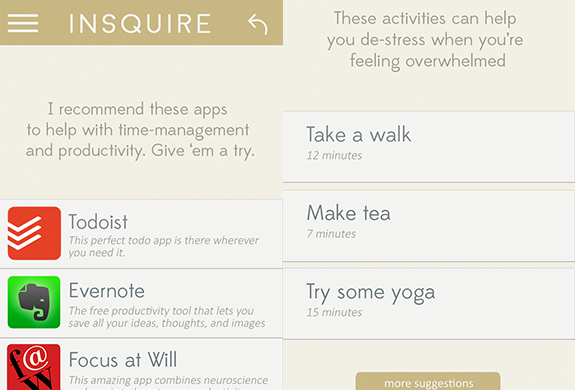 INSQUIRE
I recommend these apps
to help with time-management
and productivity. Give ‘em a try.
Todoist
This perfect todo app is there wherever
you need it.
Evernote
The free productivity tool that lets you
save all your ideas, thoughts, and images
f@
w
Focus at Will
This amazing app combines neuroscience
These activities can help
you de-stress when you’re
feeling overwhelmed
Take a walk
12 minutes
Make tea
7 minutes
Try some yoga
15 minutes
more suggestions